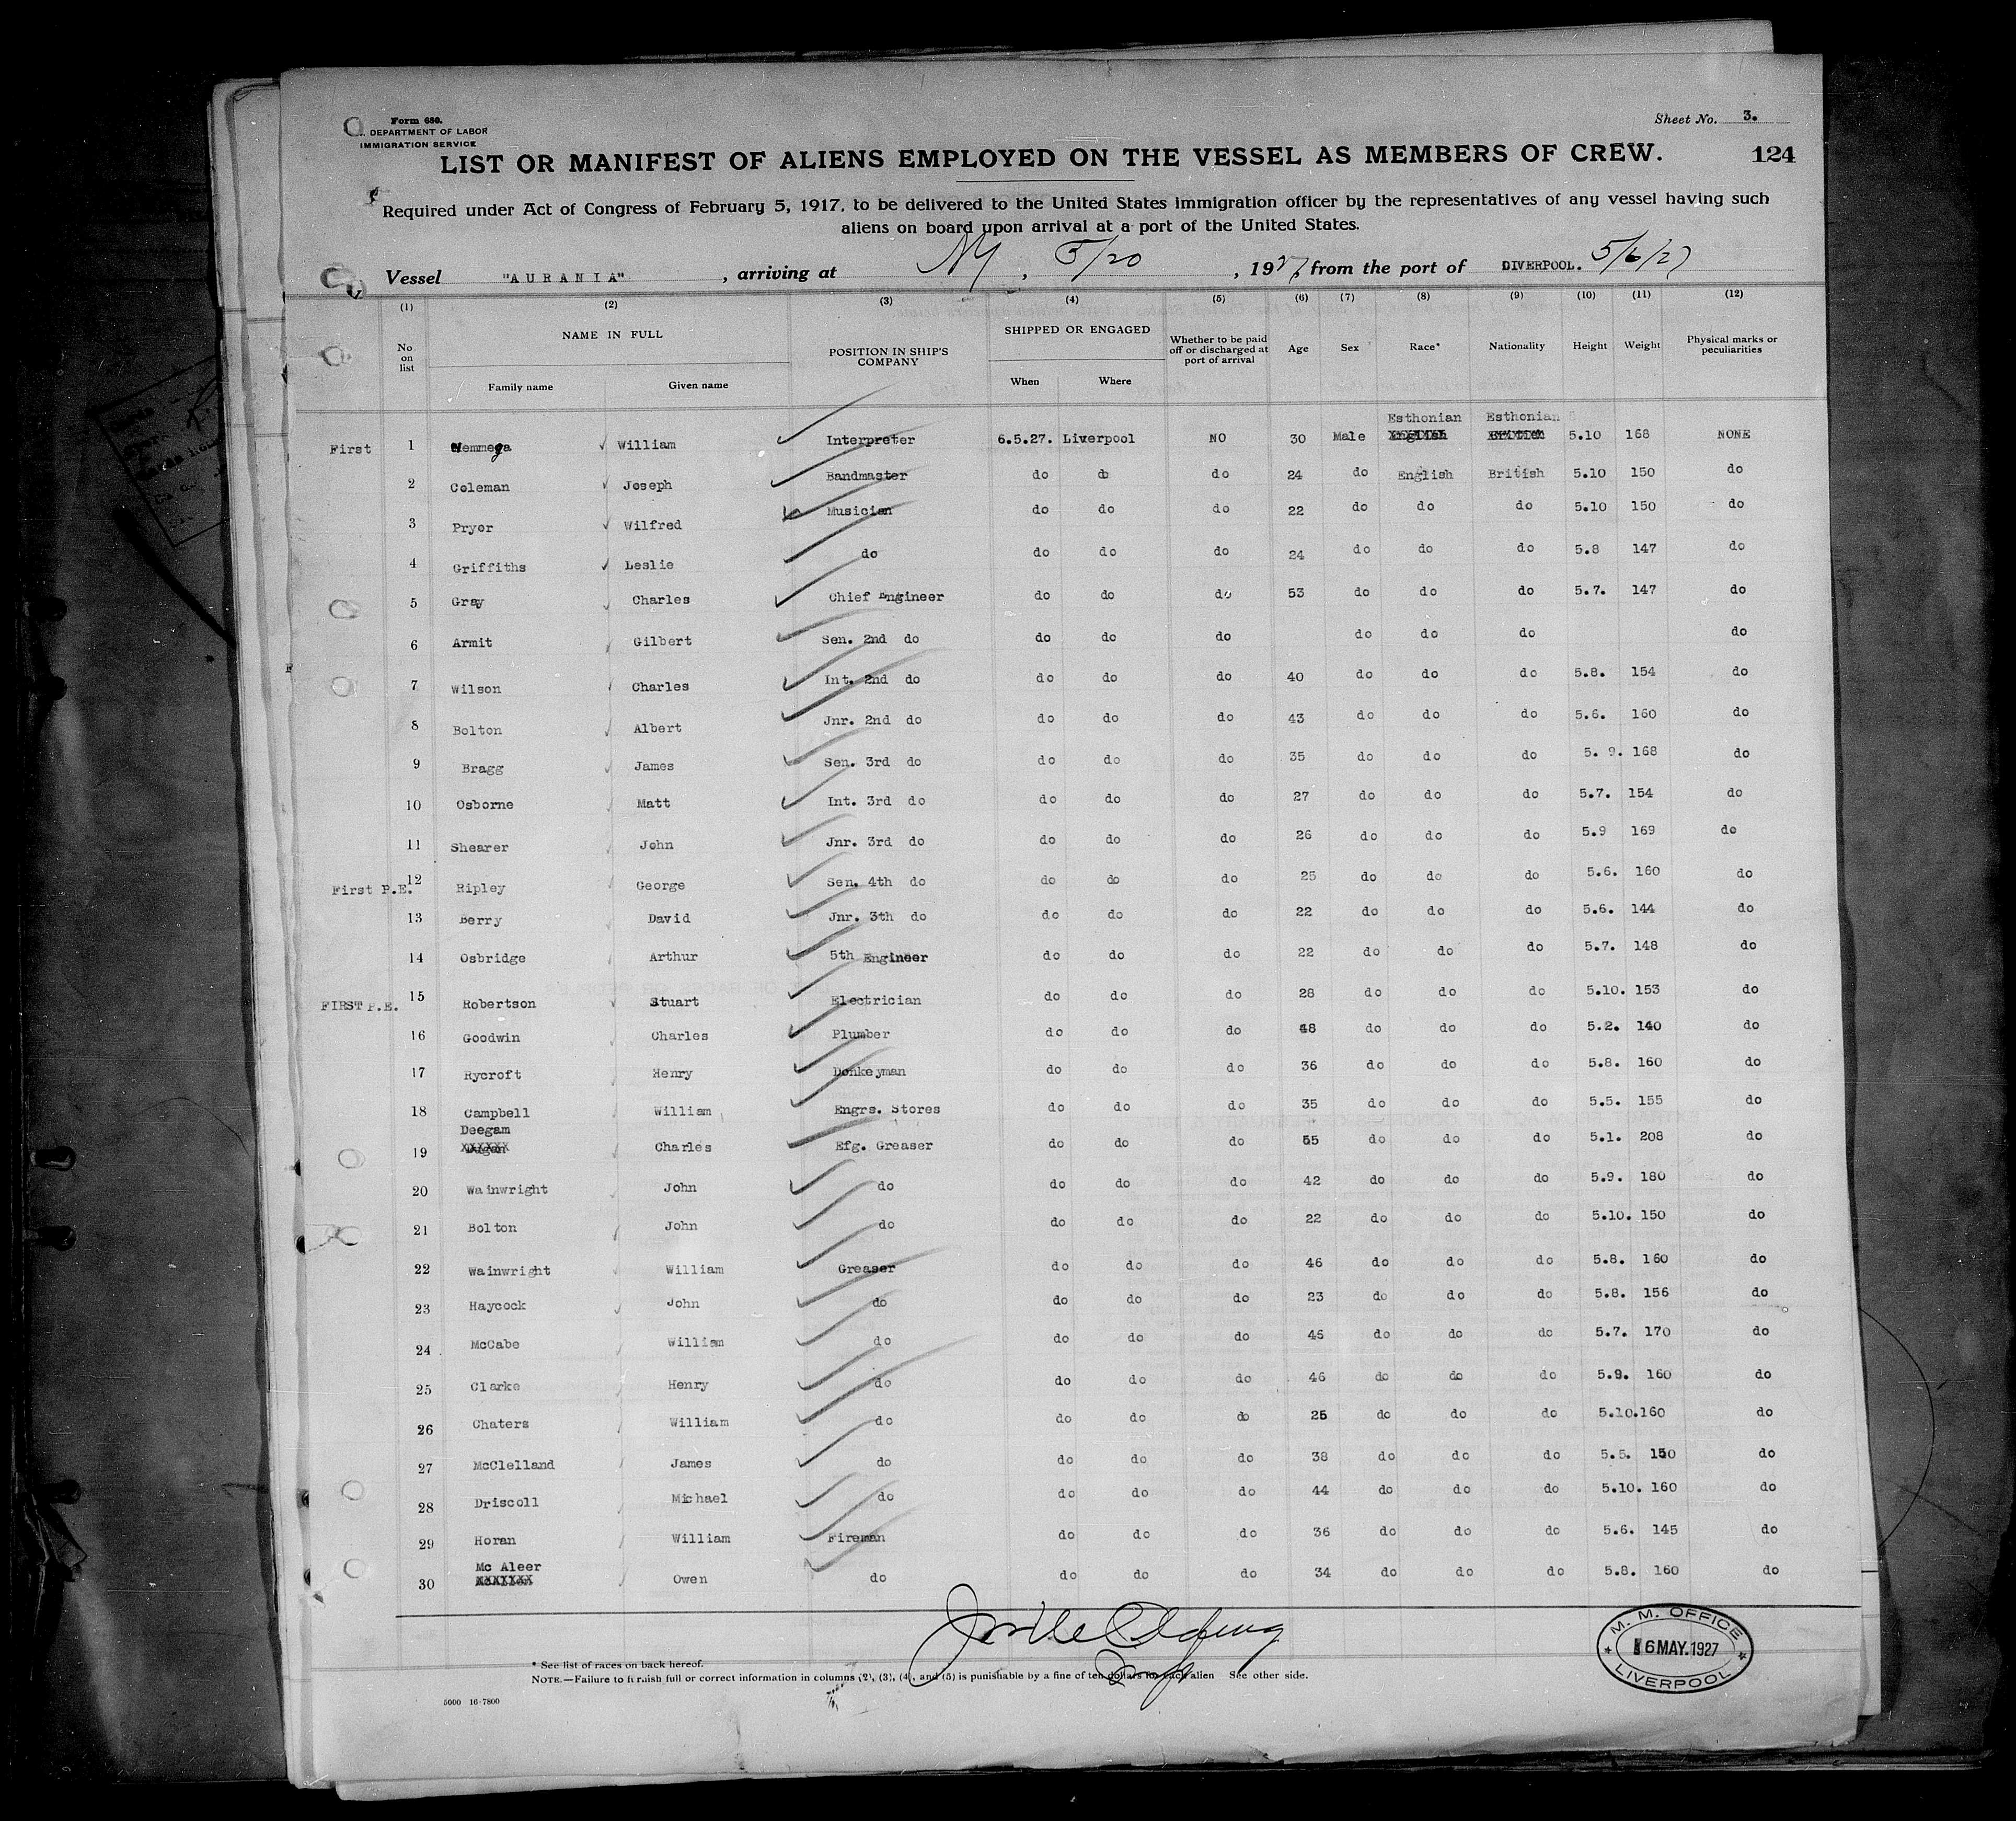 Form 680.
DEPARTMENT OF LABOR
IMMIGRATION SERVICE
Sheet No. 3.
LIST OR MANIFEST OF ALIENS EMPLOYED ON THE VESSEL AS MEMBERS OF CREW. 124
Required under Act of Congress of February 5, 1917, to be delivered to the United States immigration officer by the representatives of any vessel having such
aliens on board upon arrival at a port of the United States.
Vessel "AURANIA", arriving at NY, 5/20, 1927, from the port of DIVERPOOL. 5/6/27
(1) (2) (3) (4) (5) (6) (7) (8) (9) (10) (11) (12)
No on list NAME IN FULL Family name Given name POSITION IN SHIP'S COMPANY SHIPPED OR ENGAGED When Where Whether to be paid off or discharged at port of arrival Age Sex Race* Nationality Height Weight Physical marks or peculiarities
Esthonian Esthonian
First 1 William Interpreter 6.5.27. Liverpool NO 30 Male English British 5.10 168 NONE
2 Coleman Joseph Bandmaster do do do 24 do English British 5.10 150 do
3 Pryor Wilfred Musician do do do 22 do do do 5.10 150 do
4 Griffiths Leslie do do do do 24 do do do 5.8 147 do
5 Gray Charles Chief Engineer do do do 53 do do do 5.7. 147 do
6 Armit Gilbert Sen. 2nd do do do do do do do do
7 Wilson Charles Int. 2nd do do do do 40 do do do 5.8. 154 do
8 Bolton Albert Jnr. 2nd do do do do 43 do do do 5.6. 160 do
9 Bragg James Sen. 3rd do do do do 35 do do do 5. 9. 168 do
10 Osborne Matt Int. 3rd do do do do 27 do do do 5.7. 154 do
11 Shearer John Jnr. 3rd do do do do 26 do do do 5.9 169 do
First P.E. 12 Ripley George Sen. 4th do do do do 25 do do do 5.6. 160 do
13 Berry David Jnr. 3th do do do do 22 do do do 5.6. 144 do
14 Osbridge Arthur 5th Engineer do do do 22 do do do 5.7. 148 do
FIRST P.E. 15 Robertson Stuart Electrician do do do 28 do do do 5.10. 153 do
16 Goodwin Charles Plumber do do do 48 do do do 5.2. 140 do
17 Rycroft Henry Donkeyman do do do 36 do do do 5.8. 160 do
18 Campbell William Engrs. Stores do do do 35 do do do 5.5. 155 do
Deegam
19 Charles Efg. Greaser do do do 55 do do do 5.1. 208 do
20 Wainwright John do do do do 42 do do do 5.9. 180 do
21 Bolton John do do do do 22 do do do 5.10. 150 do
22 Wainwright William Greaser do do do 46 do do do 5.8. 160 do
23 Haycock John do do do do 23 do do do 5.8. 156 do
24 McCabe William do do do do 45 do do do 5.7. 170 do
25 Clarke Henry do do do do 46 do do do 5.9. 160 do
26 Chaters William do do do do 25 do do do 5.10.160 do
27 McClelland James do do do do 38 do do do 5.5. 150 do
28 Driscoll Michael do do do do 44 do do do 5.10. 160 do
29 Horan William Fireman do do do 36 do do do 5.6. 145 do
Mc Aleer
30 Owen do do do do 34 do do do 5.8. 160 do
M. M. OFFICE
6 MAY. 1927
LIVERPOOL
* See list of races on back hereof.
NOTE.—Failure to furnish full or correct information in columns (2), (3), (4), and (5) is punishable by a fine of ten dollars for each alien See other side.
5000 16-7800